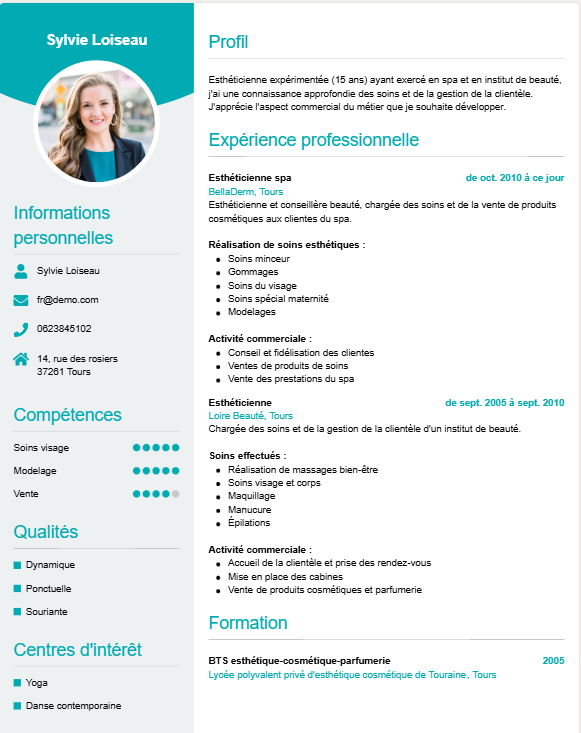 Sylvie Loiseau
Informations
personnelles
Sylvie Loiseau
fr@demo.com
0623845102
14, rue des rosiers
37261 Tours
Compétences
Soins visage
Modelage
Vente
Qualités
Dynamique
Ponctuelle
Souriante
Centres d'intérêt
Yoga
Danse contemporaine
Profil
Esthéticienne expérimentée (15 ans) ayant exercé en spa et en institut de beauté,
j'ai une connaissance approfondie des soins et de la gestion de la clientèle.
J'apprécie l'aspect commercial du métier que je souhaite développer.
Expérience professionnelle
Esthéticienne spa de oct. 2010 à ce jour
BellaDerm, Tours
Esthéticienne et conseillère beauté, chargée des soins et de la vente de produits
cosmétiques aux clientes du spa.
Réalisation de soins esthétiques :
Soins minceur
Gommages
Soins du visage
Soins spécial maternité
Modelages
Activité commerciale :
Conseil et fidélisation des clientes
Ventes de produits de soins
Vente des prestations du spa
Esthéticienne de sept. 2005 à sept. 2010
Loire Beauté, Tours
Chargée des soins et de la gestion de la clientèle d'un institut de beauté.
Soins effectués :
Réalisation de massages bien-être
Soins visage et corps
Maquillage
Manucure
Épilations
Activité commerciale :
Accueil de la clientèle et prise des rendez-vous
Mise en place des cabines
Vente de produits cosmétiques et parfumerie
Formation
BTS esthétique-cosmétique-parfumerie 2005
Lycée polyvalent privé d'esthétique cosmétique de Touraine, Tours